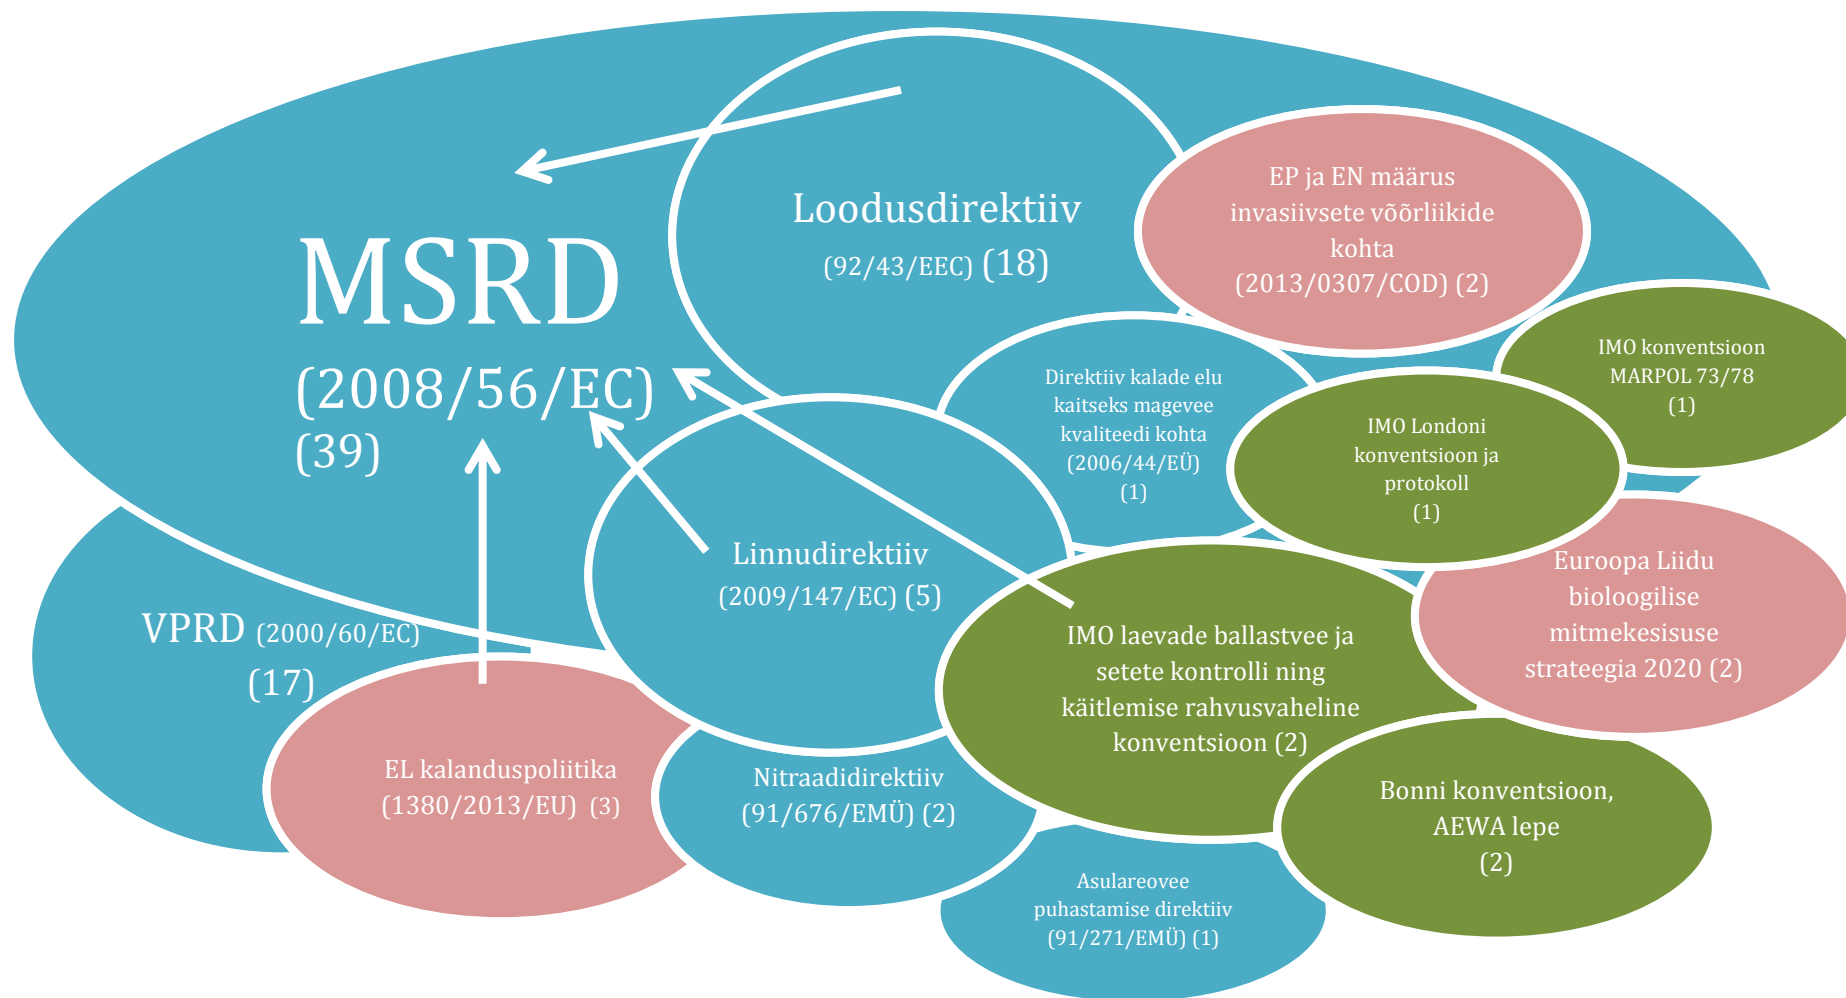 MSRD
(2008/56/EC)
(39)
Loodusdirektiiv
(92/43/EEC) (18)
EP ja EN määrus
invasiivsete võõrliikide
kohta
(2013/0307/COD) (2)
IMO konventsioon
MARPOL 73/78
(1)
Direktiiv kalade elu
kaitseks magevee
kvaliteedi kohta
(2006/44/EÜ)
(1)
IMO Londoni
konventsioon ja
protokoll
(1)
Linnudirektiiv
(2009/147/EC) (5)
Euroopa Liidu
bioloogilise
mitmekesisuse
strateegia 2020 (2)
VPRD (2000/60/EC)
(17)
IMO laevade ballastvee ja
setete kontrolli ning
käitlemise rahvusvaheline
konventsioon (2)
EL kalanduspoliitika
(1380/2013/EU) (3)
Nitraadidirektiiv
(91/676/EMÜ) (2)
Bonni konventsioon,
AEWA lepe
(2)
Asulareovee
puhastamise direktiiv
(91/271/EMÜ) (1)